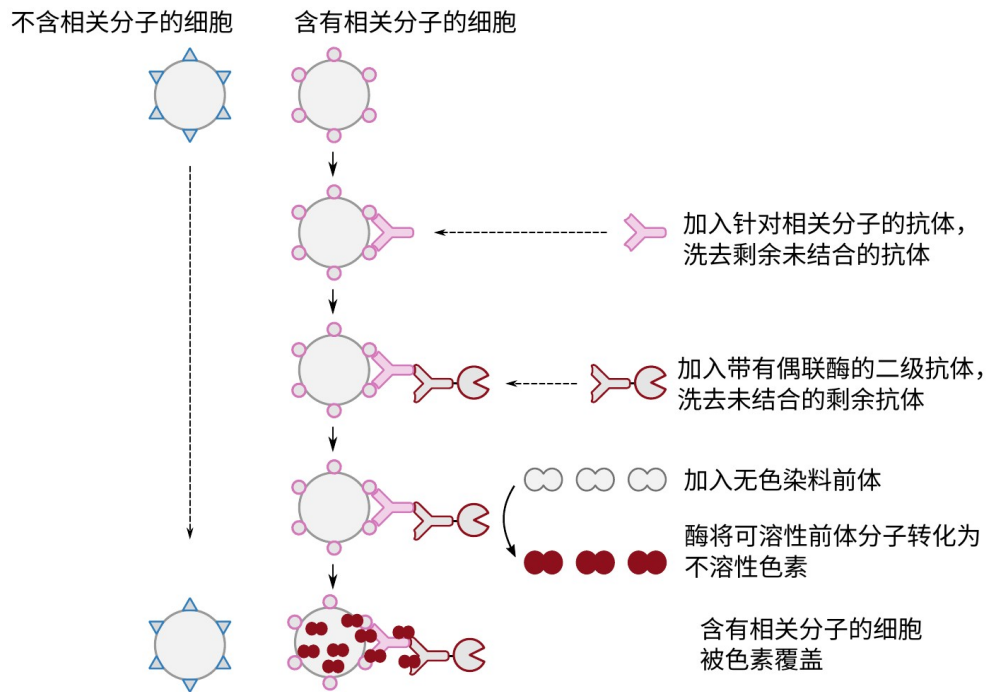 不含相关分子的细胞
含有相关分子的细胞
加入针对相关分子的抗体，
洗去剩余未结合的抗体
加入带有偶联酶的二级抗体，
洗去未结合的剩余抗体
加入无色染料前体
酶将可溶性前体分子转化为
不溶性色素
含有相关分子的细胞
被色素覆盖